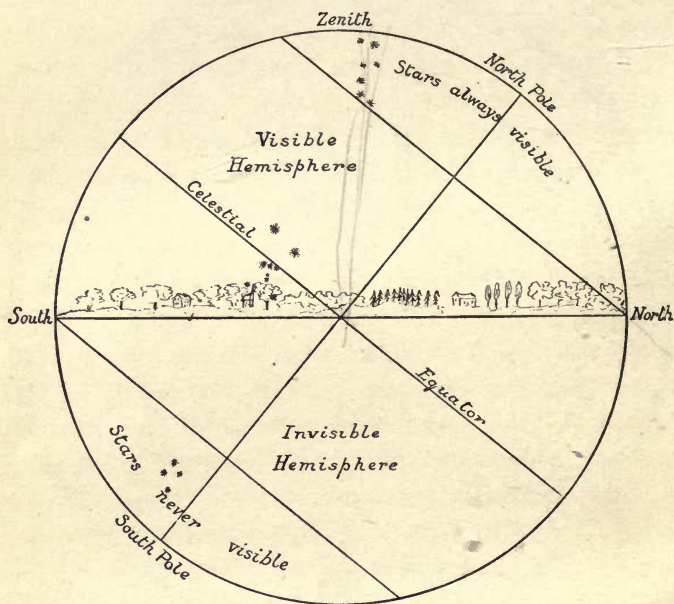 Zenith
North Pole
Stars always visible
Visible
Hemisphere
Celestial Equator
South
North
Invisible
Hemisphere
Stars never visible
South Pole